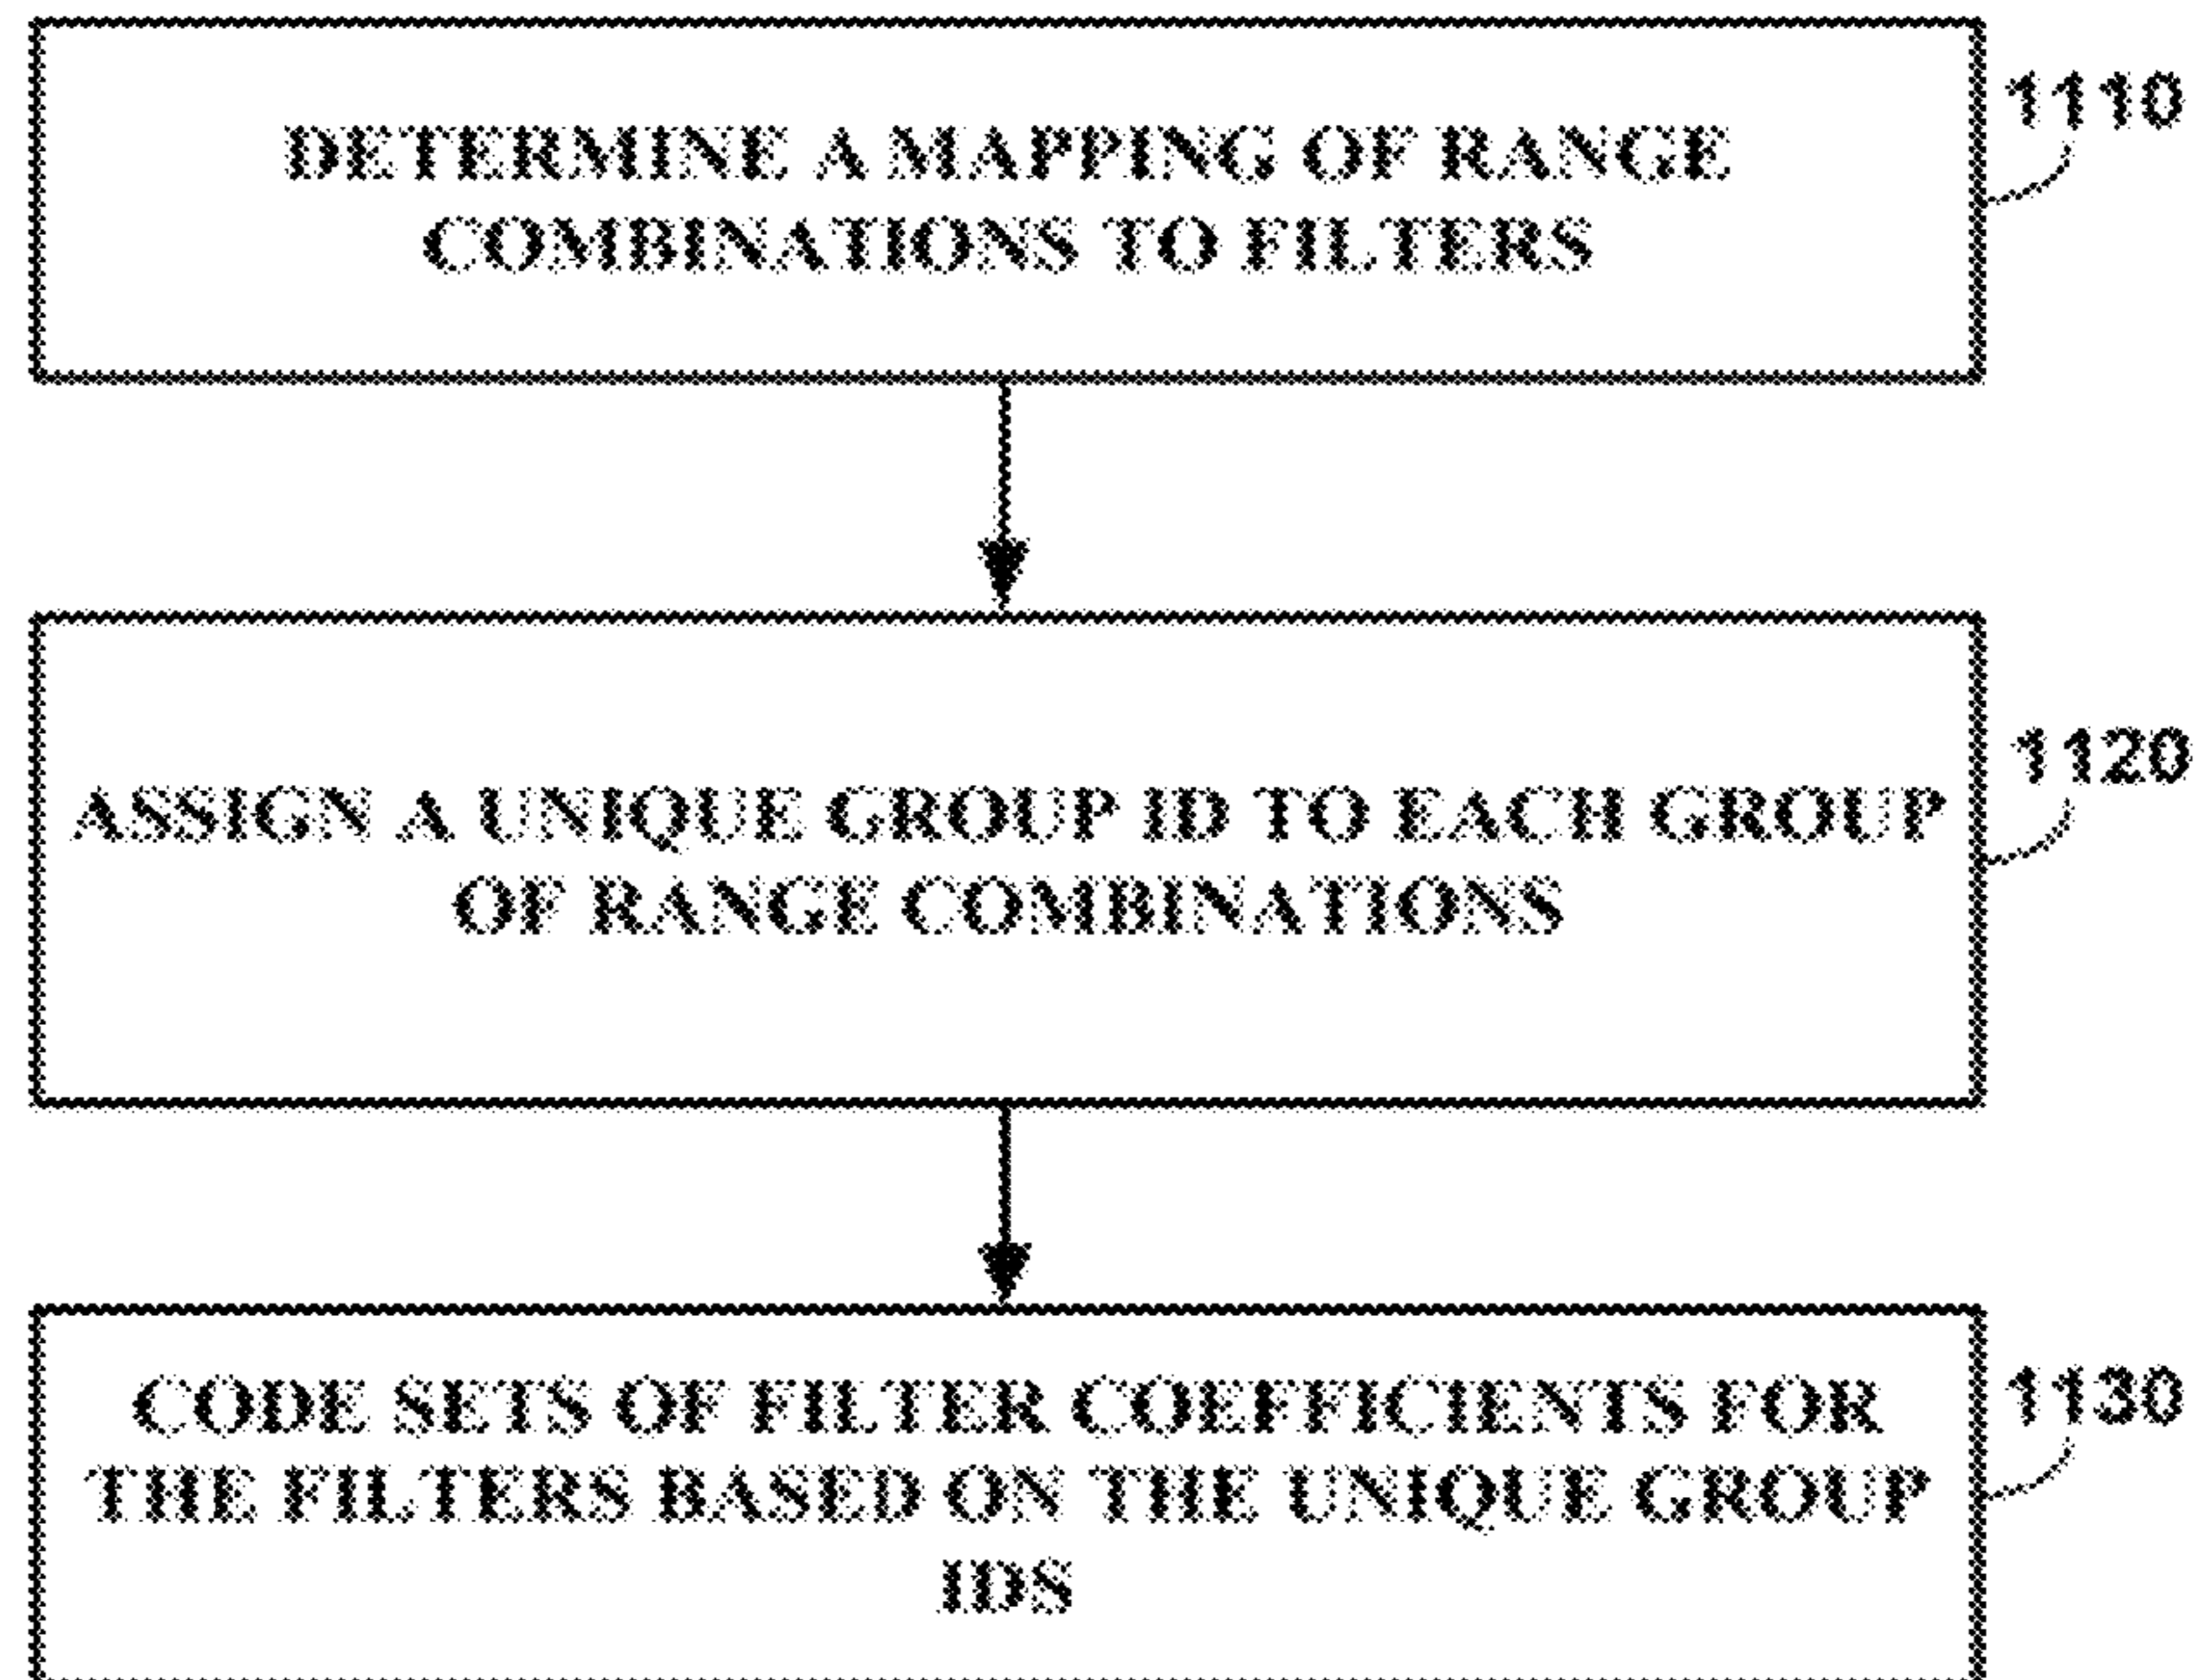 DETERMINE A MAPPING OF RANGE
COMBINATIONS TO FILTERS
1110
ASSIGN A UNIQUE GROUP ID TO EACH GROUP
OF RANGE COMBINATIONS
1120
CODE SETS OF FILTER COEFFICIENTS FOR
THE FILTERS BASED ON THE UNIQUE GROUP
IDS
1130